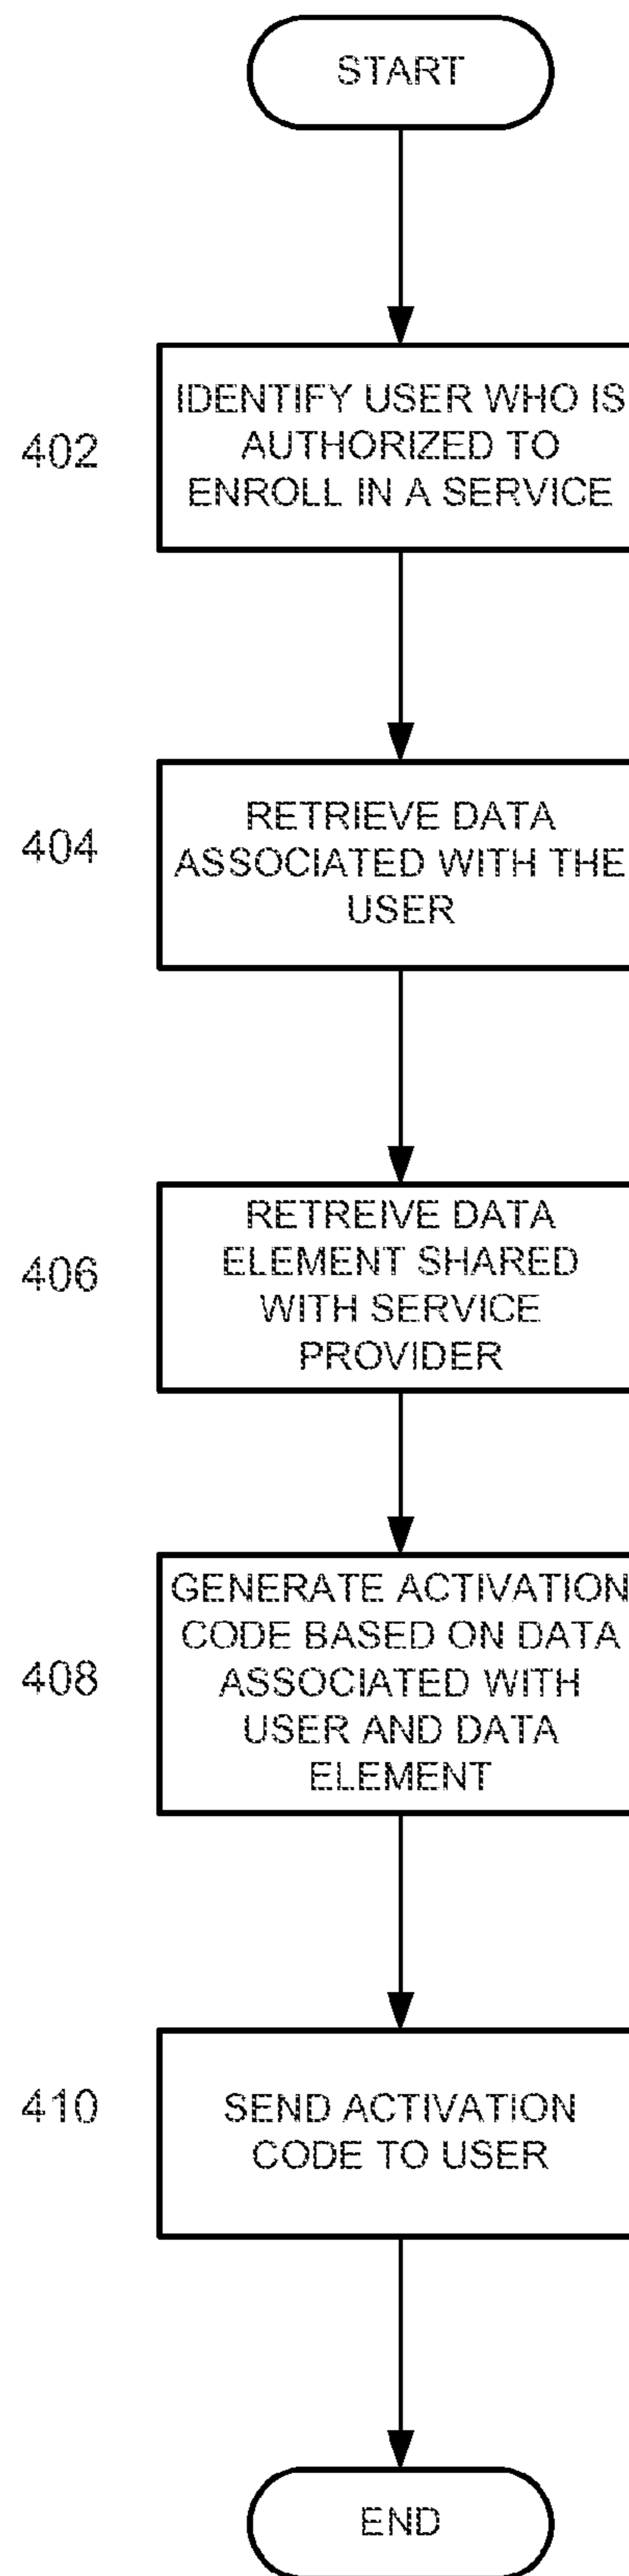 START
402
IDENTIFY USER WHO IS
AUTHORIZED TO
ENROLL IN A SERVICE
404
RETRIEVE DATA
ASSOCIATED WITH THE
USER
406
RETREIVE DATA
ELEMENT SHARED
WITH SERVICE
PROVIDER
408
GENERATE ACTIVATION
CODE BASED ON DATA
ASSOCIATED WITH
USER AND DATA
ELEMENT
410
SEND ACTIVATION
CODE TO USER
END